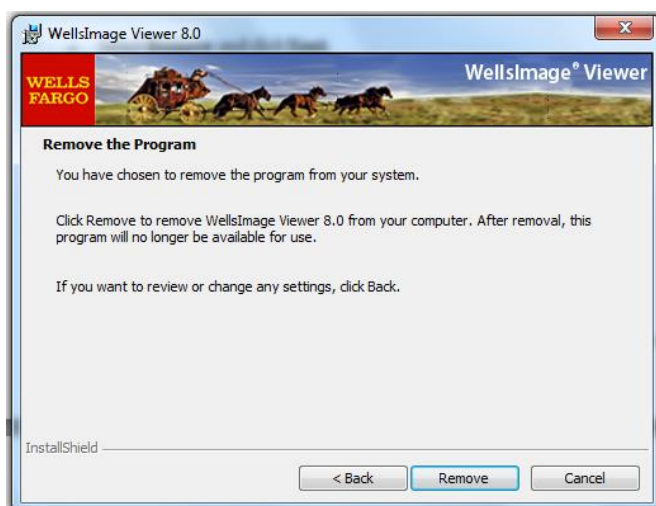 WellsImage Viewer 8.0
WELLS
FARGO
WellsImage® Viewer
Remove the Program
You have chosen to remove the program from your system.
Click Remove to remove WellsImage Viewer 8.0 from your computer. After removal, this
program will no longer be available for use.
If you want to review or change any settings, click Back.
InstallShield
< Back Remove Cancel